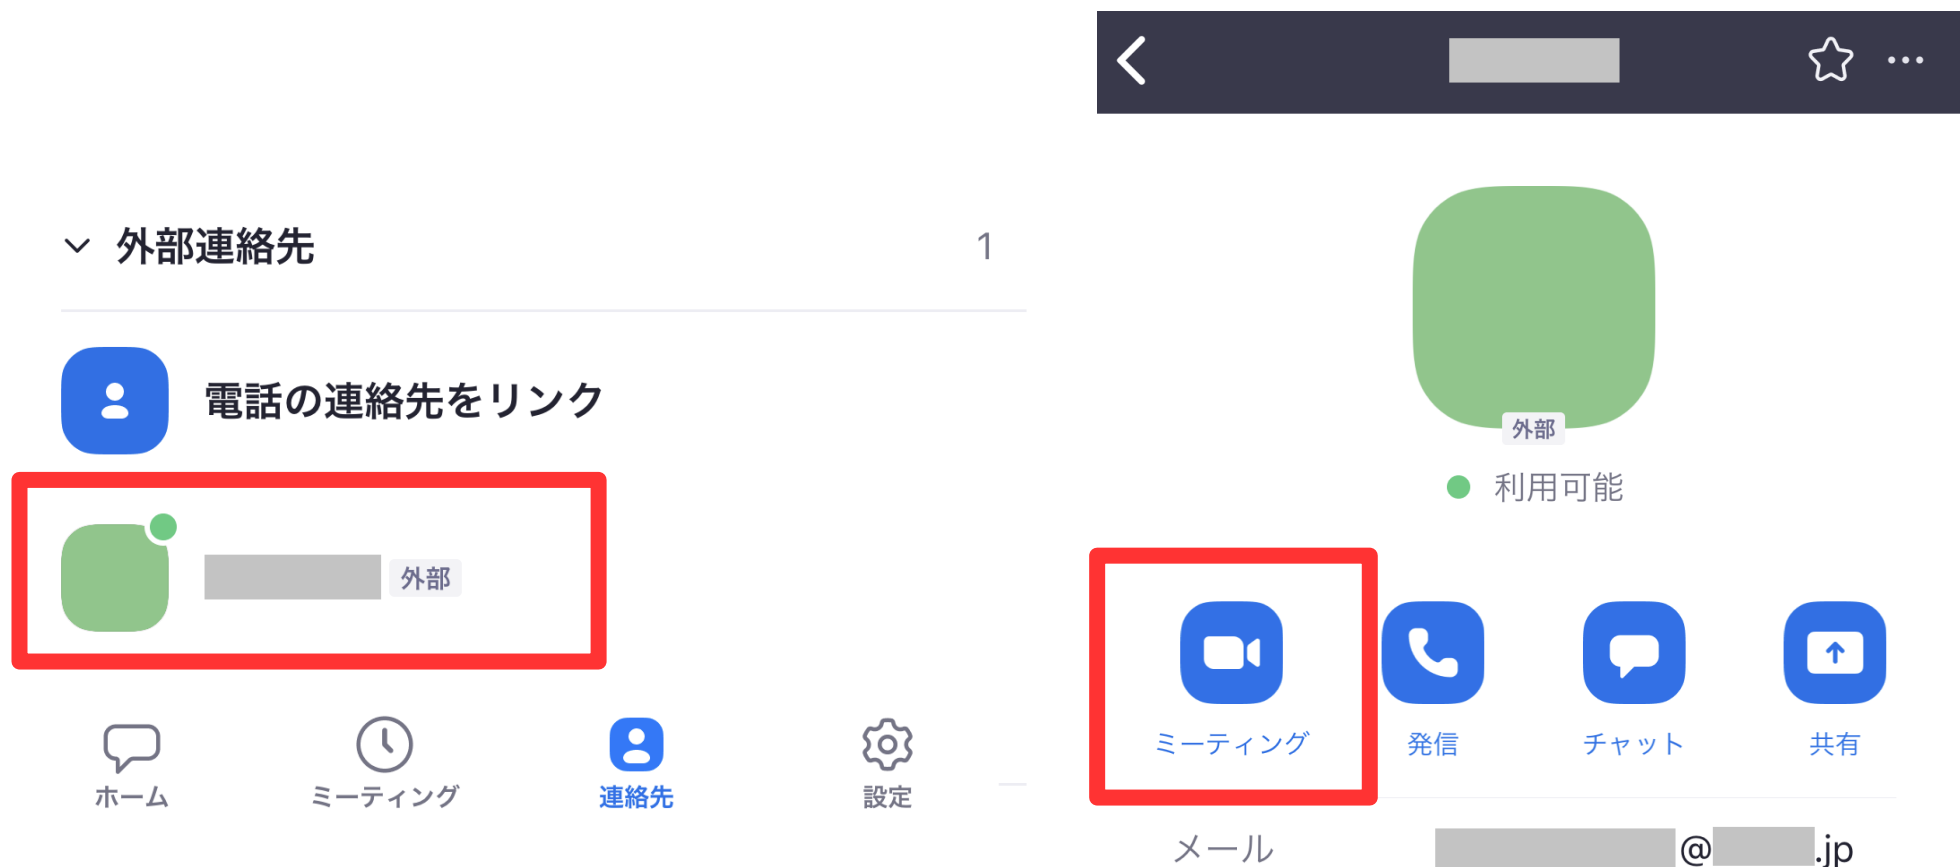 外部連絡先 1
電話の連絡先をリンク
外部
ホーム ミーティング 連絡先 設定
外部
利用可能
ミーティング 発信 チャット 共有
メール @ .jp